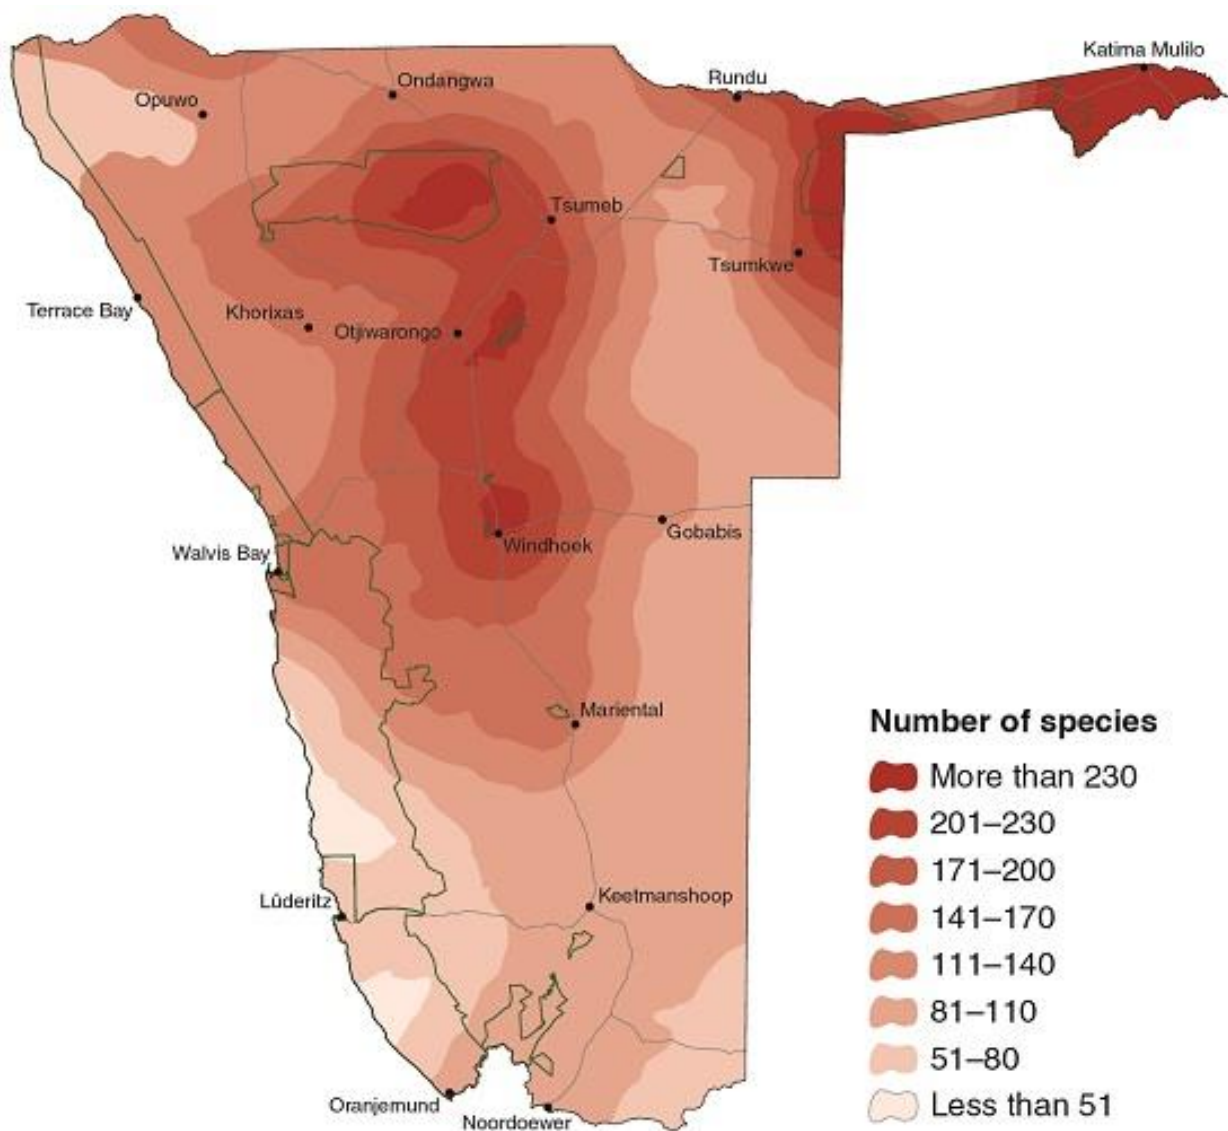 Katima Mulilo
Rundu
Ondangwa
Opuwo
Tsumeb
Tsumkwe
Terrace Bay
Khorixas
Otjiwarongo
Gobabis
Windhoek
Walvis Bay
Mariental
Keetmanshoop
Lûderitz
Oranjemund
Noordoewer
Number of species
More than 230
201–230
171–200
141–170
111–140
81–110
51–80
Less than 51